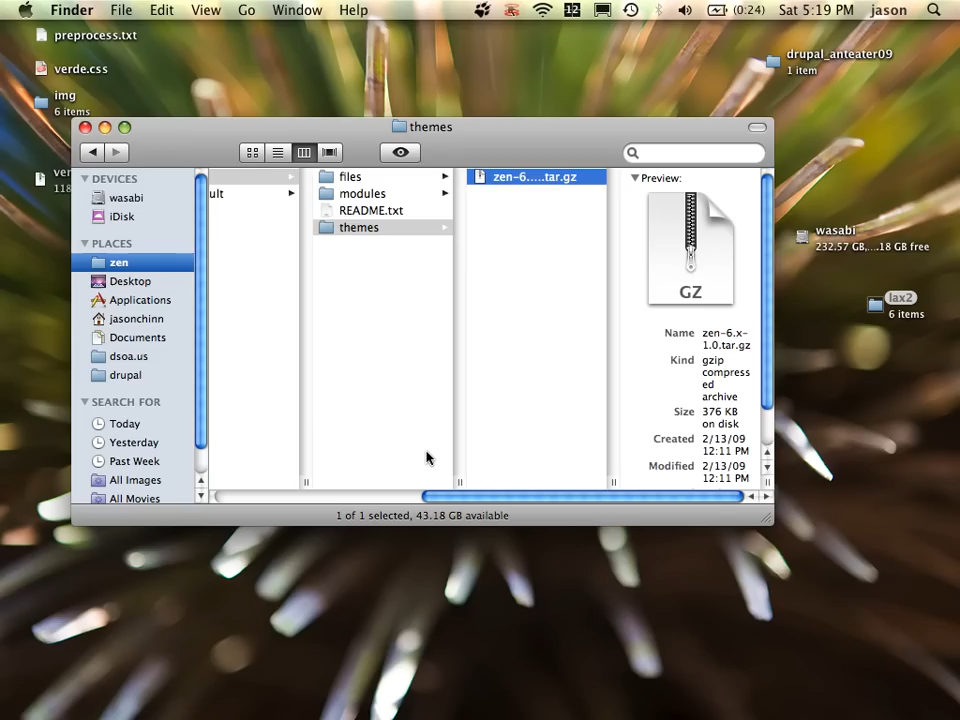 Finder File Edit View Go Window Help 12 (0:24) Sat 5:19 PM jason
preprocess.txt
verde.css
img
6 items
drupal_anteater09
1 item
themes
DEVICES
wasabi
iDisk
PLACES
zen
Desktop
Applications
jasonchinn
Documents
dsoa.us
drupal
SEARCH FOR
Today
Yesterday
Past Week
All Images
All Movies
ver
118
ult
files
modules
README.txt
themes
zen-6.....tar.gz
Preview:
GZ
Name zen-6.x-
1.0.tar.gz
Kind gzip
compress
ed
archive
Size 376 KB
on disk
Created 2/13/09
12:11 PM
Modified 2/13/09
12:11 PM
1 of 1 selected, 43.18 GB available
wasabi
232.57 GB,....18 GB free
lax2
6 items